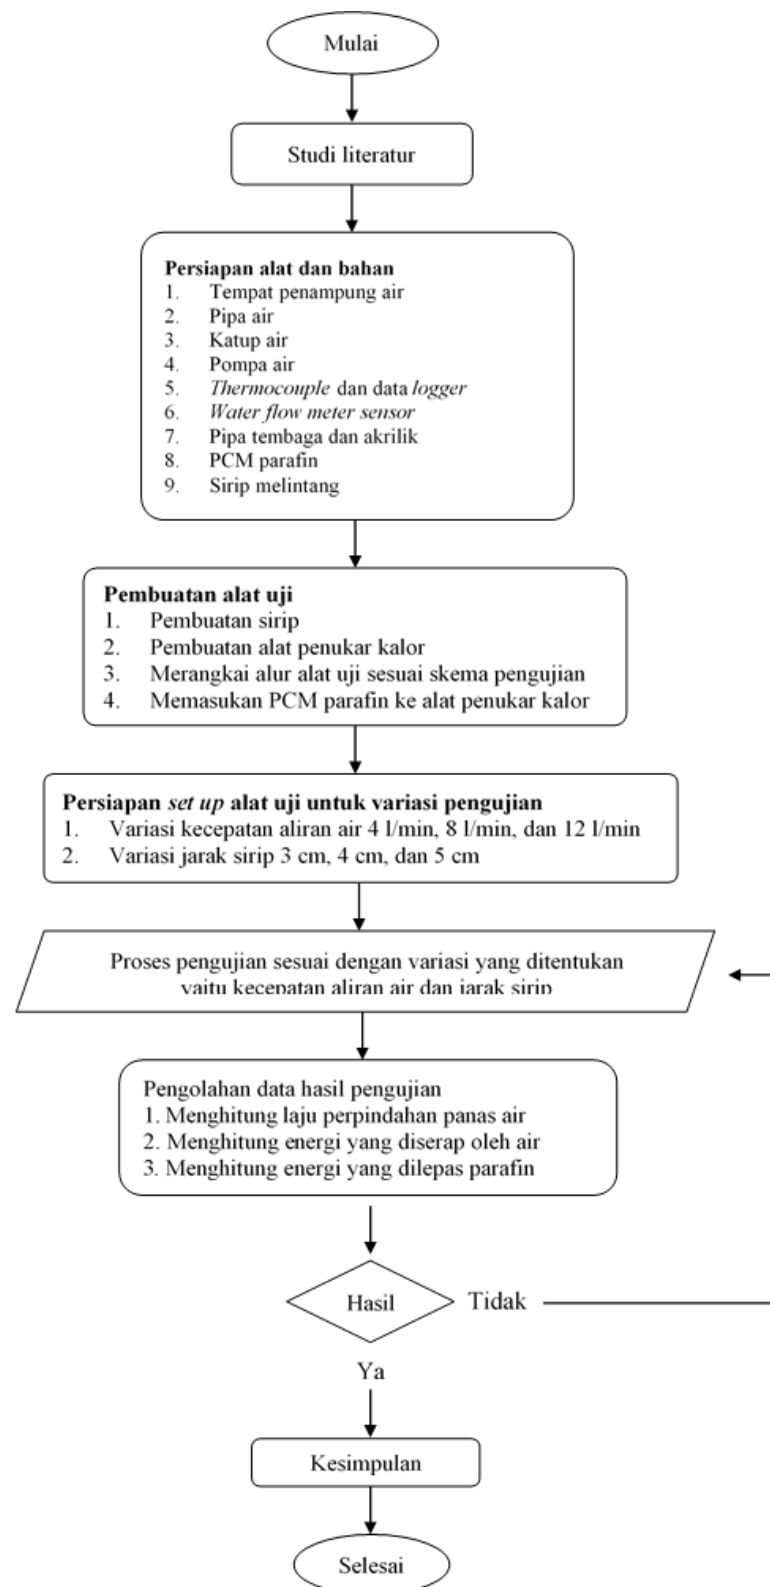 Mulai
Studi literatur
Persiapan alat dan bahan
1. Tempat penampung air
2. Pipa air
3. Katup air
4. Pompa air
5. Thermocouple dan data logger
6. Water flow meter sensor
7. Pipa tembaga dan akrilik
8. PCM parafin
9. Sirip melintang
Pembuatan alat uji
1. Pembuatan sirip
2. Pembuatan alat penukar kalor
3. Merangkai alur alat uji sesuai skema pengujian
4. Memasukan PCM parafin ke alat penukar kalor
Persiapan set up alat uji untuk variasi pengujian
1. Variasi kecepatan aliran air 4 l/min, 8 l/min, dan 12 l/min
2. Variasi jarak sirip 3 cm, 4 cm, dan 5 cm
Proses pengujian sesuai dengan variasi yang ditentukan
yaitu kecepatan aliran air dan jarak sirip
Pengolahan data hasil pengujian
1. Menghitung laju perpindahan panas air
2. Menghitung energi yang diserap oleh air
3. Menghitung energi yang dilepas parafin
Hasil
Tidak
Ya
Kesimpulan
Selesai